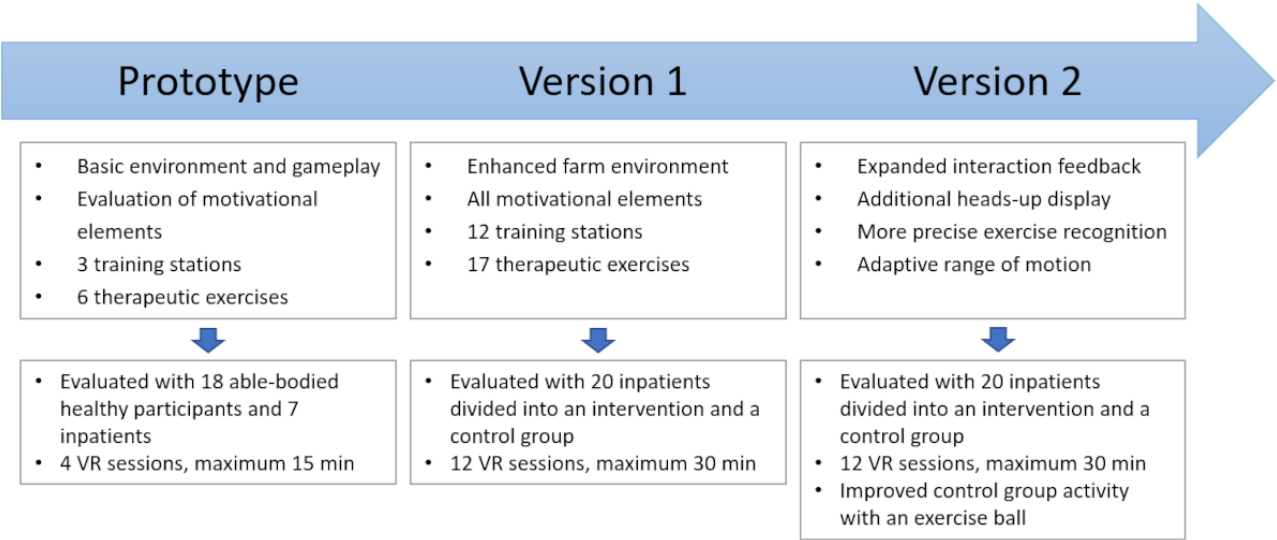 Prototype
Version 1
Version 2
• Basic environment and gameplay
• Evaluation of motivational
elements
• 3 training stations
• 6 therapeutic exercises
• Enhanced farm environment
• All motivational elements
• 12 training stations
• 17 therapeutic exercises
• Expanded interaction feedback
• Additional heads-up display
• More precise exercise recognition
• Adaptive range of motion
• Evaluated with 18 able-bodied
healthy participants and 7
inpatients
• 4 VR sessions, maximum 15 min
• Evaluated with 20 inpatients
divided into an intervention and a
control group
• 12 VR sessions, maximum 30 min
• Evaluated with 20 inpatients
divided into an intervention and a
control group
• 12 VR sessions, maximum 30 min
• Improved control group activity
with an exercise ball